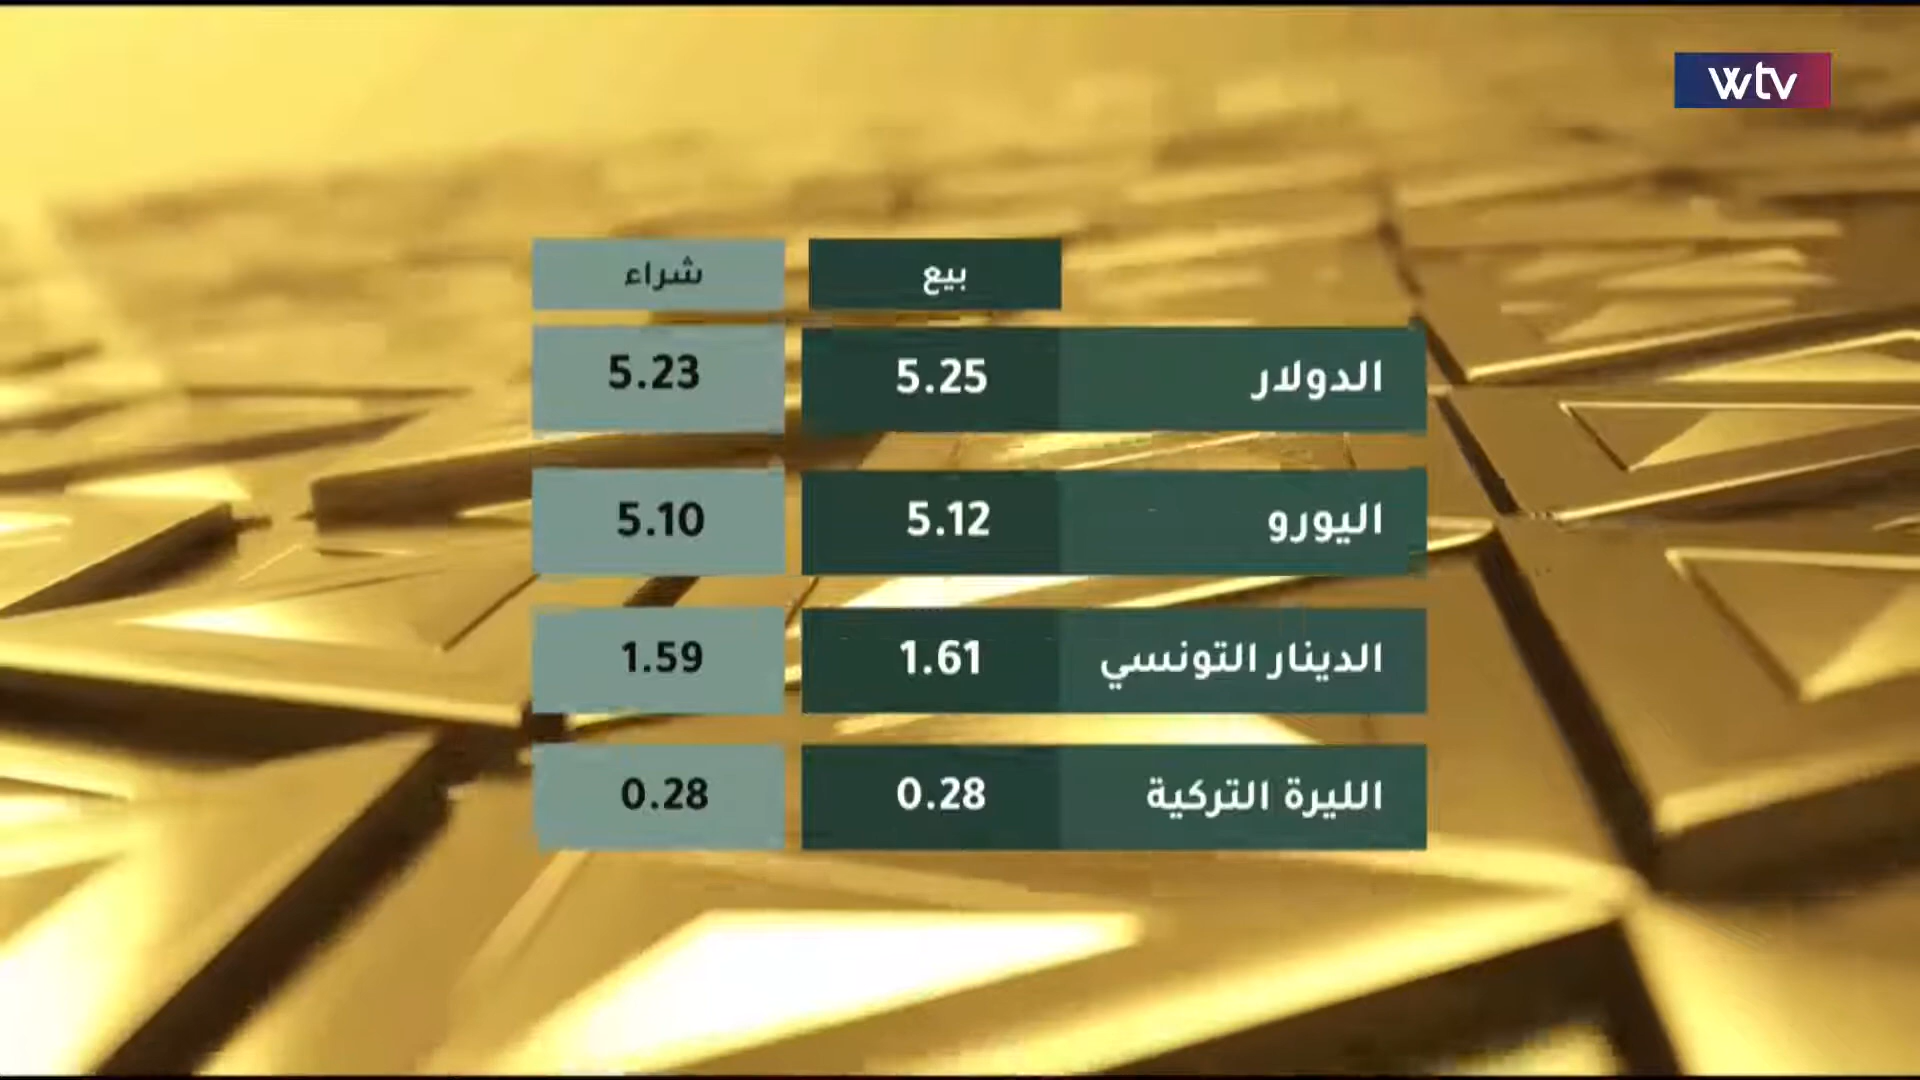 wtv
بيع شراء
الدولار 5.25 5.23
اليورو 5.12 5.10
الدينار التونسي 1.61 1.59
الليرة التركية 0.28 0.28